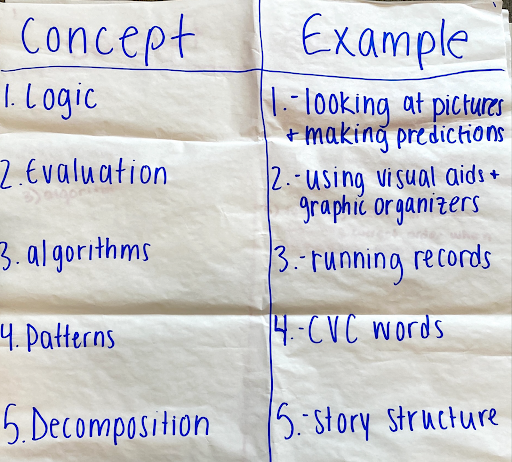 Concept Example
1. Logic
1.-looking at pictures
+ making predictions
2. Evaluation
2.-using visual aids +
graphic organizers
3. algorithms
3.-running records
4. Patterns
4.-CVC words
5. Decomposition
5.-story structure